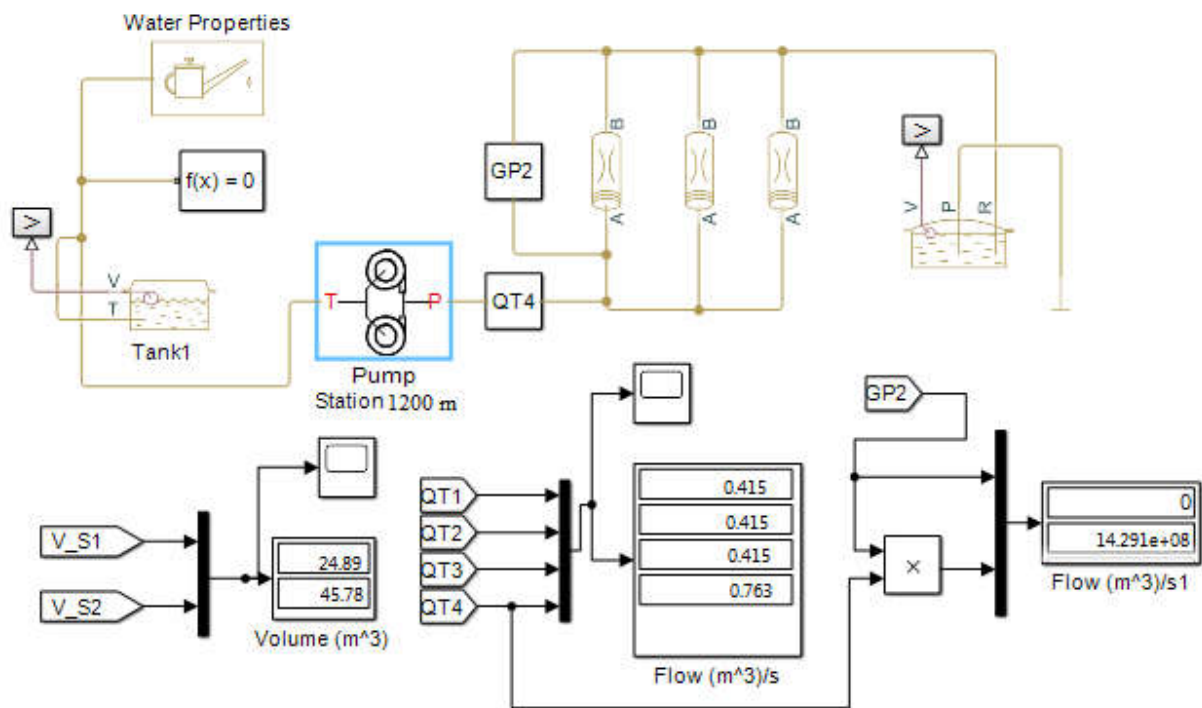 Water Properties
f(x) = 0
>
V
T
Tank1
T
P
Pump
Station 1200 m
GP2
QT4
B
A
B
A
B
A
>
V
P
R
V_S1
V_S2
24.89
45.78
Volume (m^3)
QT1
QT2
QT3
QT4
0.415
0.415
0.415
0.763
Flow (m^3)/s
GP2
×
0
14.291e+08
Flow (m^3)/s1